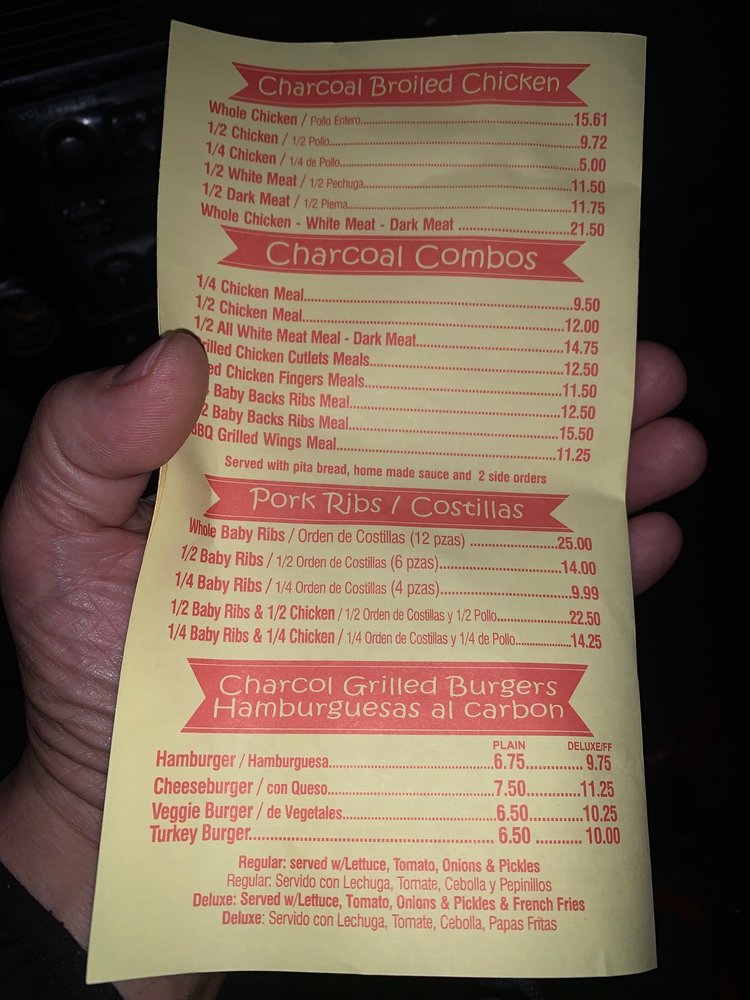 Charcoal Broiled Chicken
Whole Chicken / Pollo Entero..........15.61
1/2 Chicken / 1/2 Pollo..........9.72
1/4 Chicken / 1/4 de Pollo..........5.00
1/2 White Meat / 1/2 Pechuga..........11.50
1/2 Dark Meat / 1/2 Pierna..........11.75
Whole Chicken - White Meat - Dark Meat ..........21.50
Charcoal Combos
1/4 Chicken Meal..........9.50
1/2 Chicken Meal..........12.00
1/2 All White Meat Meal - Dark Meat..........14.75
rilled Chicken Cutlets Meals..........12.50
ed Chicken Fingers Meals..........11.50
Baby Backs Ribs Meal..........12.50
2 Baby Backs Ribs Meal..........15.50
BBQ Grilled Wings Meal..........11.25
Served with pita bread, home made sauce and 2 side orders
Pork Ribs / Costillas
Whole Baby Ribs / Orden de Costillas (12 pzas) ..........25.00
1/2 Baby Ribs / 1/2 Orden de Costillas (6 pzas)..........14.00
1/4 Baby Ribs / 1/4 Orden de Costillas (4 pzas)..........9.99
1/2 Baby Ribs & 1/2 Chicken / 1/2 Orden de Costillas y 1/2 Pollo..........22.50
1/4 Baby Ribs & 1/4 Chicken / 1/4 Orden de Costillas y 1/4 de Pollo..........14.25
Charcol Grilled Burgers
Hamburguesas al carbon
PLAIN DELUXE/FF
Hamburger / Hamburguesa..........6.75..........9.75
Cheeseburger / con Queso..........7.50..........11.25
Veggie Burger / de Vegetales..........6.50..........10.25
Turkey Burger..........6.50 ..........10.00
Regular: served w/Lettuce, Tomato, Onions & Pickles
Regular: Servido con Lechuga, Tomate, Cebolla y Pepinillos
Deluxe: Served w/Lettuce, Tomato, Onions & Pickles & French Fries
Deluxe: Servido con Lechuga, Tomate, Cebolla, Papas Fritas